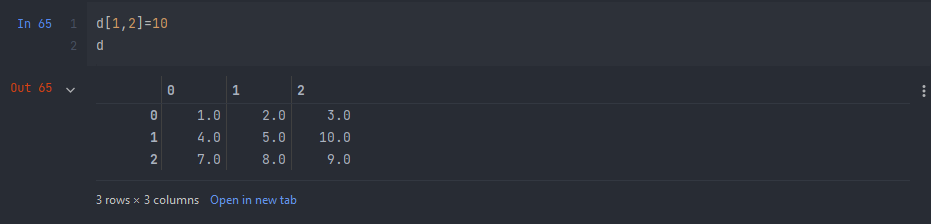 In 65 1 d[1,2]=10
2 d
Out 65
0 1 2
0 1.0 2.0 3.0
1 4.0 5.0 10.0
2 7.0 8.0 9.0
3 rows × 3 columns Open in new tab